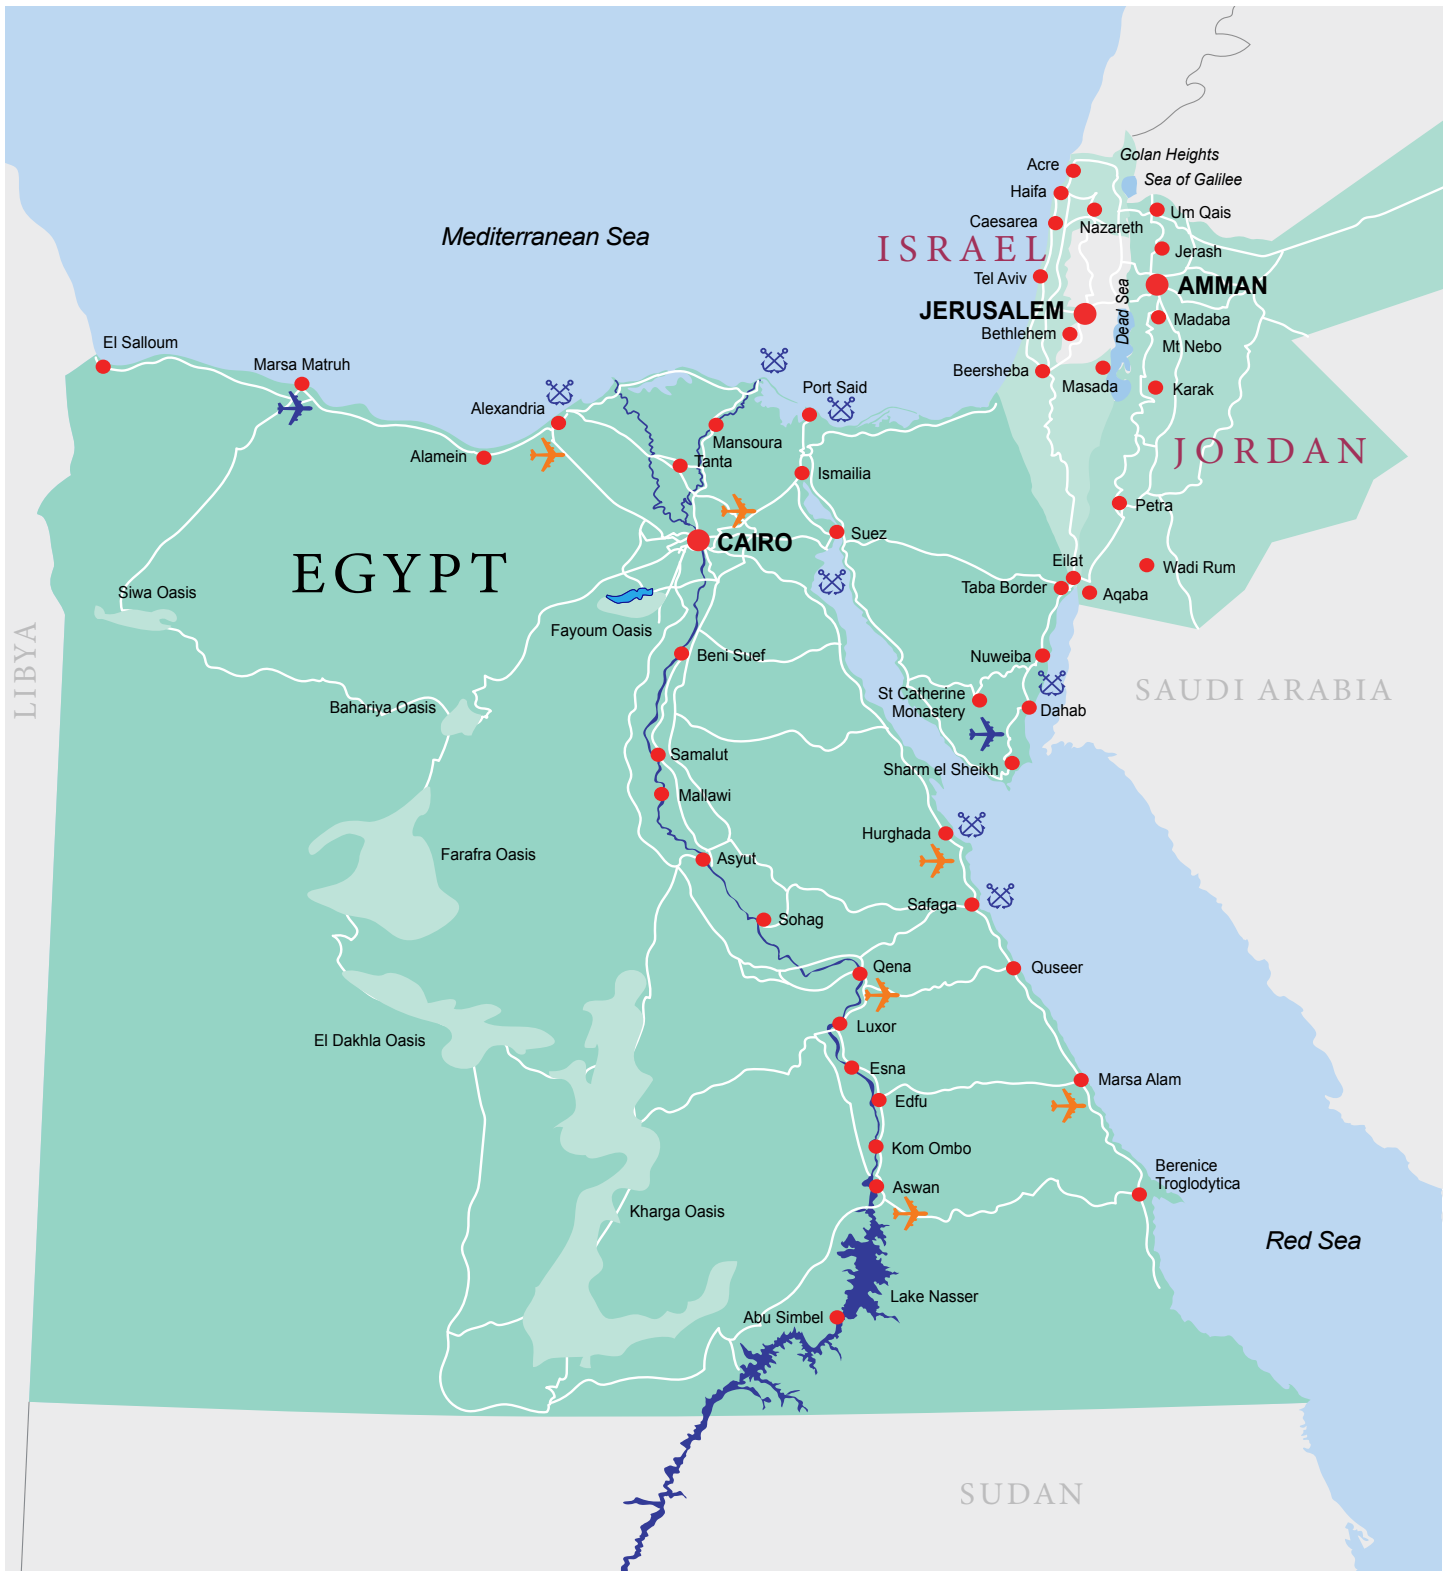 Golan Heights
Acre
Sea of Galilee
Haifa
Um Qais
Caesarea
Nazareth
Mediterranean Sea
ISRAEL
Jerash
Tel Aviv
AMMAN
Dead Sea
JERUSALEM
Madaba
Bethlehem
El Salloum
Mt Nebo
Marsa Matruh
Beersheba
Masada
Port Said
Karak
Alexandria
Mansoura
JORDAN
Alamein
Tanta
Ismailia
Petra
Suez
CAIRO
EGYPT
Eilat
Wadi Rum
Taba Border
Aqaba
Siwa Oasis
Fayoum Oasis
LIBYA
Beni Suef
Nuweiba
SAUDI ARABIA
St Catherine
Monastery
Bahariya Oasis
Dahab
Samalut
Sharm el Sheikh
Mallawi
Hurghada
Farafra Oasis
Asyut
Safaga
Sohag
Qena
Quseer
Luxor
El Dakhla Oasis
Esna
Marsa Alam
Edfu
Kom Ombo
Berenice
Troglodytica
Aswan
Kharga Oasis
Red Sea
Lake Nasser
Abu Simbel
SUDAN